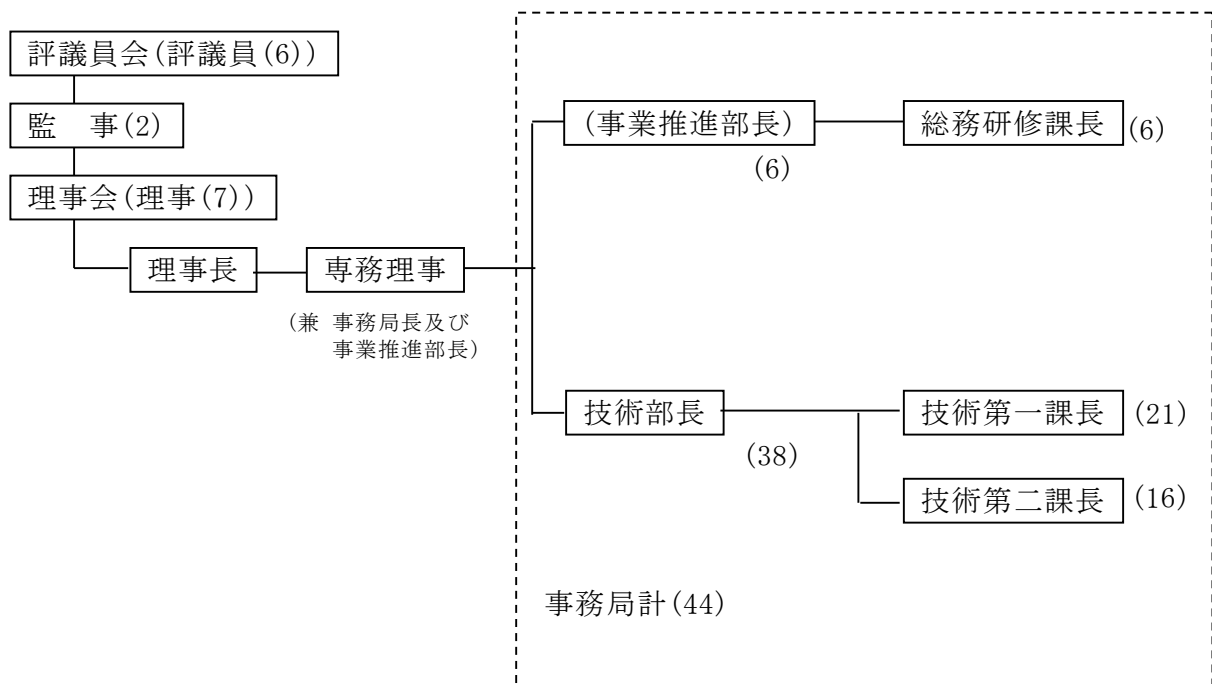 評議員会(評議員(6))
監　事(2)
理事会(理事(7))
理事長
専務理事
(兼 事務局長及び
事業推進部長)
(事業推進部長)
(6)
総務研修課長
(6)
技術部長
(38)
技術第一課長
(21)
技術第二課長
(16)
事務局計(44)